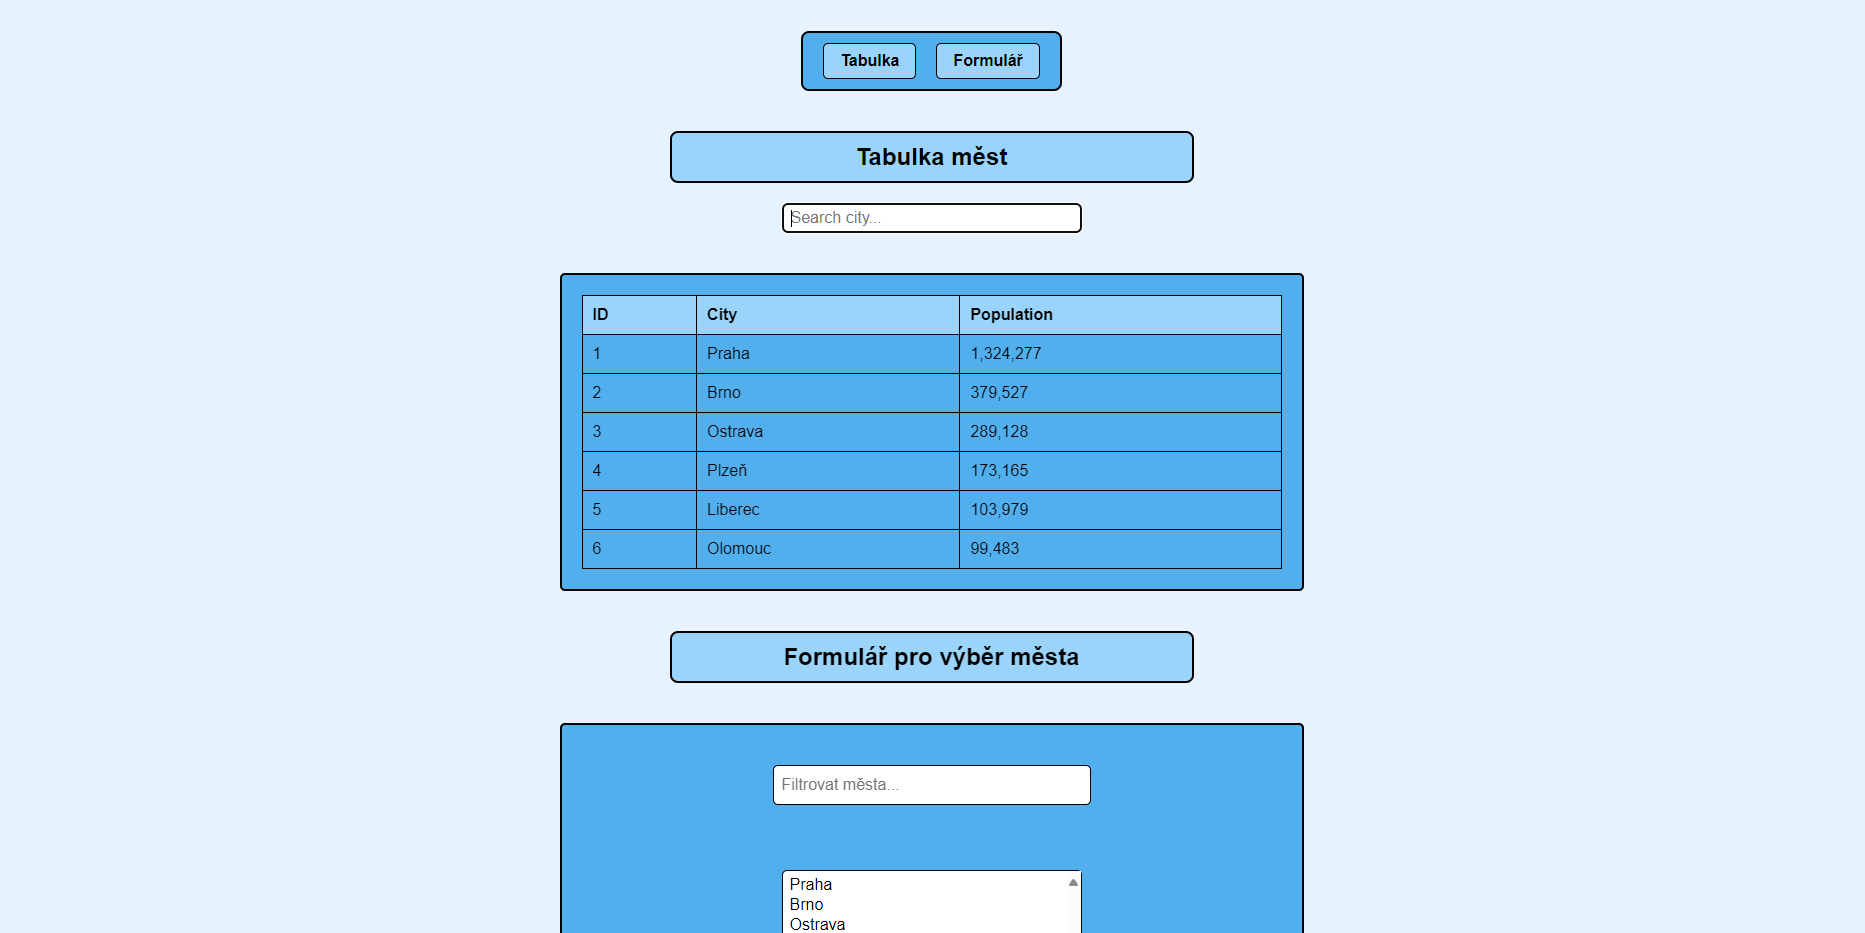 Tabulka Formulář
Tabulka měst
Search city...
ID City Population
1 Praha 1,324,277
2 Brno 379,527
3 Ostrava 289,128
4 Plzeň 173,165
5 Liberec 103,979
6 Olomouc 99,483
Formulář pro výběr města
Filtrovat města...
Praha
Brno
Ostrava